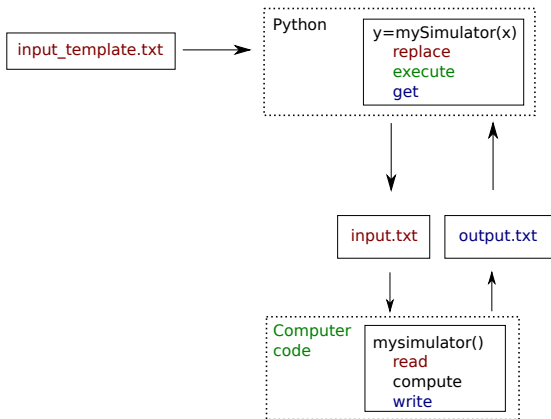 Python
y=mySimulator(x)
replace
execute
get
input_template.txt
input.txt
output.txt
Computer
code
mysimulator()
read
compute
write